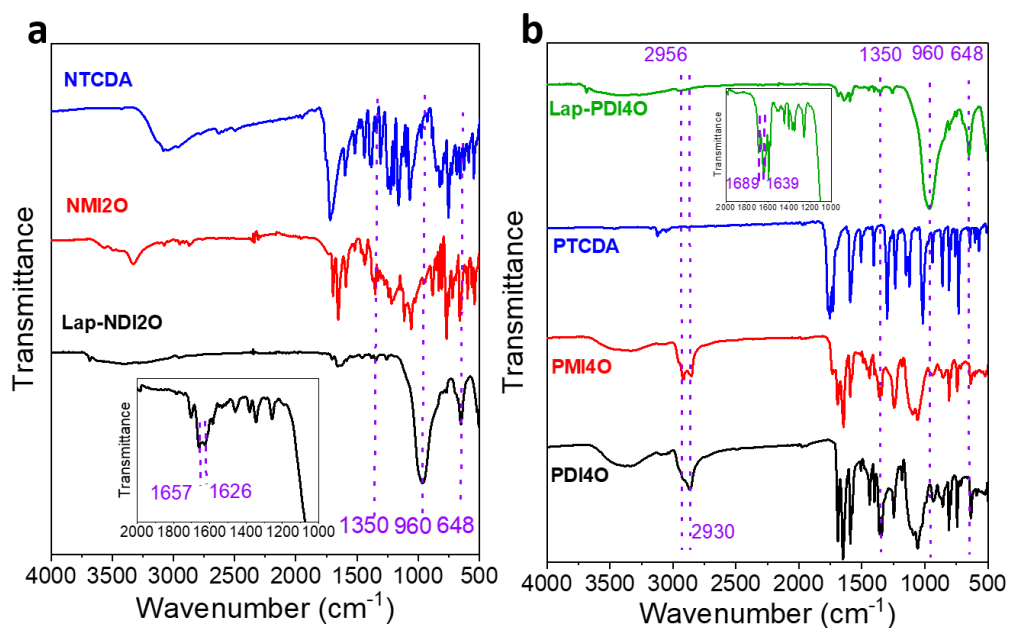 a
NTCDA
NMI2O
Lap-NDI2O
Transmittance
1657 1626
2000 1800 1600 1400 1200 1000
1350 960 648
Transmittance
4000 3500 3000 2500 2000 1500 1000 500
Wavenumber (cm⁻¹)
b
2956 1350 960 648
Lap-PDI4O
Transmittance
1689 1639
2000 1800 1600 1400 1200 1000
PTCDA
PMI4O
PDI4O
2930
Transmittance
4000 3500 3000 2500 2000 1500 1000 500
Wavenumber (cm⁻¹)